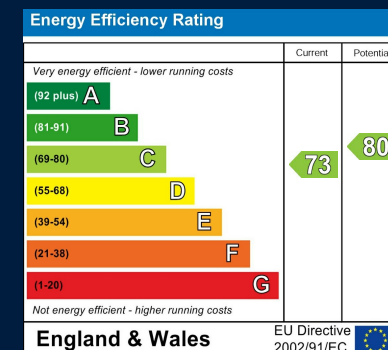 Energy Efficiency Rating
Current Potentia
Very energy efficient - lower running costs
(92 plus) A
(81-91) B
(69-80) C
73
80
(55-68) D
(39-54) E
(21-38) F
(1-20) G
Not energy efficient - higher running costs
England & Wales
EU Directive
2002/91/EC